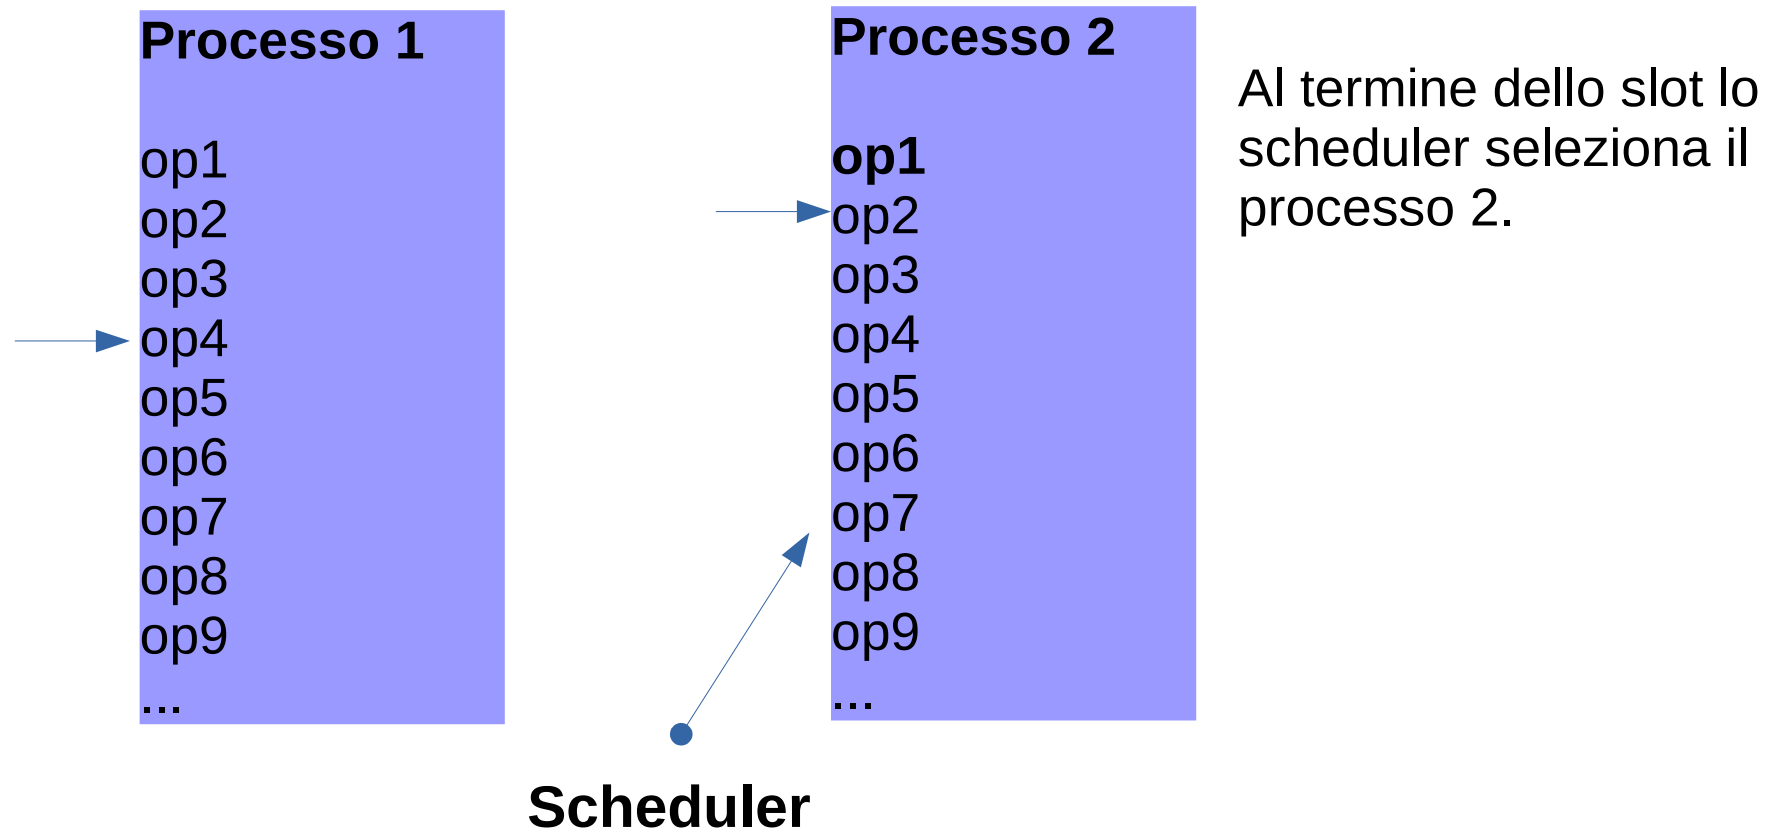 Processo 1
op1
op2
op3
op4
op5
op6
op7
op8
op9
...
Processo 2
op1
op2
op3
op4
op5
op6
op7
op8
op9
...
Al termine dello slot lo
scheduler seleziona il
processo 2.
Scheduler